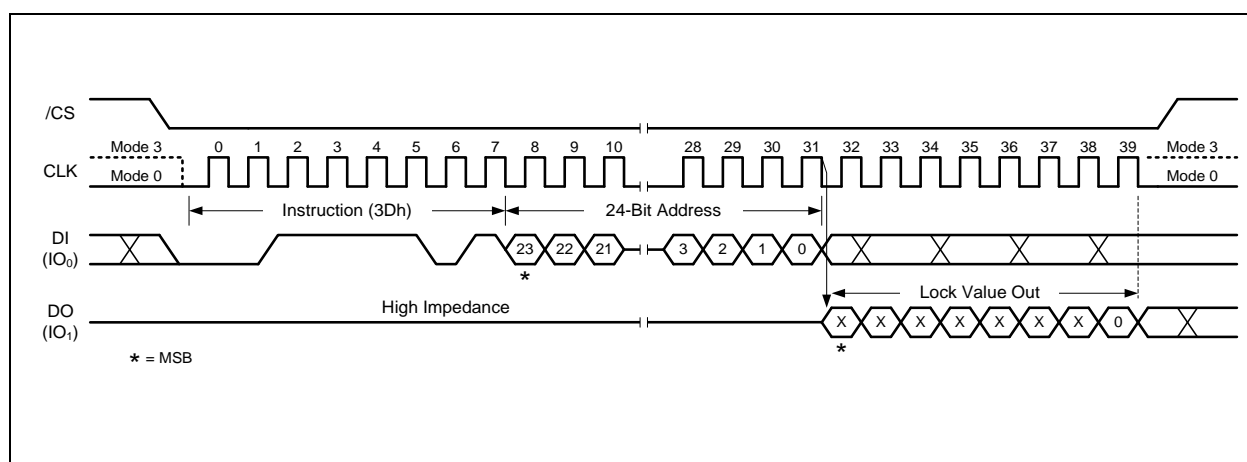 /CS
Mode 3 0 1 2 3 4 5 6 7 8 9 10 28 29 30 31 32 33 34 35 36 37 38 39 Mode 3
CLK
Mode 0 Mode 0
Instruction (3Dh) 24-Bit Address
DI
(IO₀)
23 22 21 3 2 1 0
*
High Impedance Lock Value Out
DO
(IO₁)
X X X X X X X 0
*
* = MSB